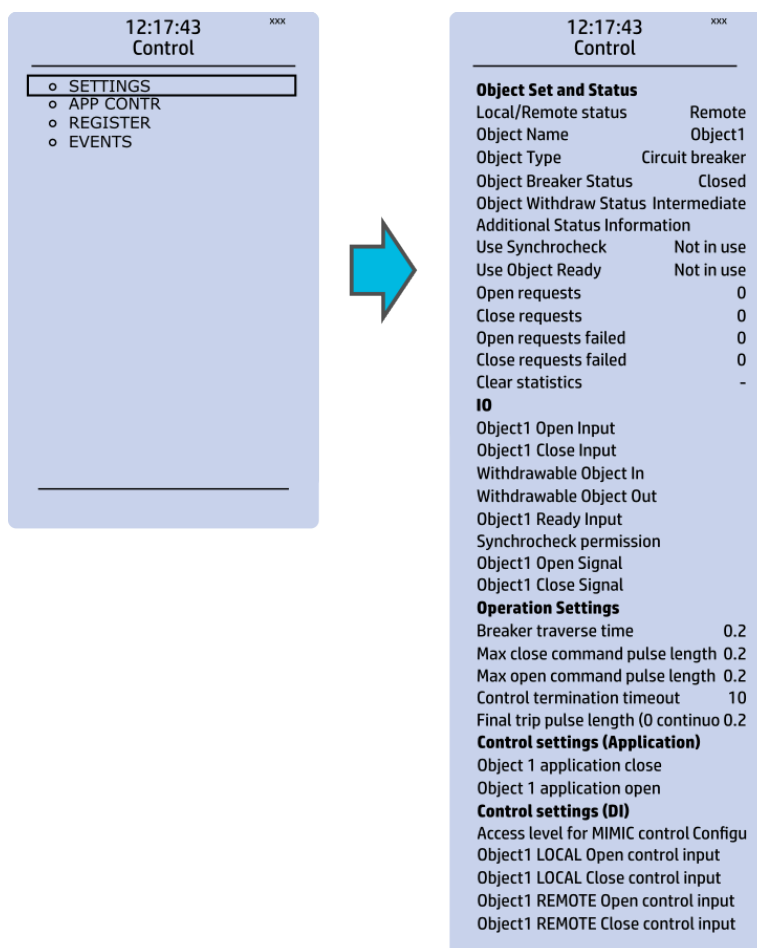 12:17:43 xxx
Control
SETTINGS
APP CONTR
REGISTER
EVENTS
12:17:43 xxx
Control
Object Set and Status
Local/Remote status Remote
Object Name Object1
Object Type Circuit breaker
Object Breaker Status Closed
Object Withdraw Status Intermediate
Additional Status Information
Use Synchrocheck Not in use
Use Object Ready Not in use
Open requests 0
Close requests 0
Open requests failed 0
Close requests failed 0
Clear statistics -
IO
Object1 Open Input
Object1 Close Input
Withdrawable Object In
Withdrawable Object Out
Object1 Ready Input
Synchrocheck permission
Object1 Open Signal
Object1 Close Signal
Operation Settings
Breaker traverse time 0.2
Max close command pulse length 0.2
Max open command pulse length 0.2
Control termination timeout 10
Final trip pulse length (0 continuo 0.2
Control settings (Application)
Object 1 application close
Object 1 application open
Control settings (DI)
Access level for MIMIC control Configu
Object1 LOCAL Open control input
Object1 LOCAL Close control input
Object1 REMOTE Open control input
Object1 REMOTE Close control input